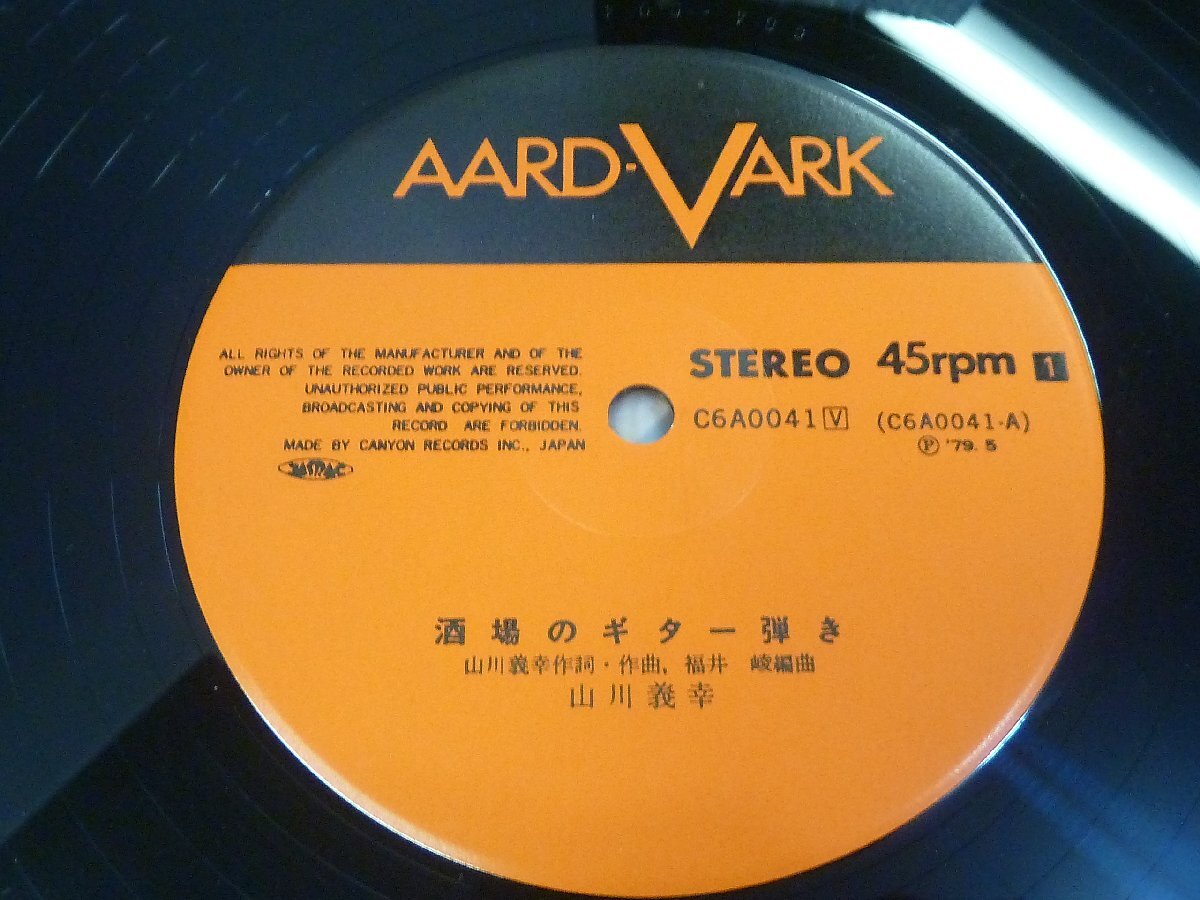 AARD-VARK
ALL RIGHTS OF THE MANUFACTURER AND OF THE
OWNER OF THE RECORDED WORK ARE RESERVED.
UNAUTHORIZED PUBLIC PERFORMANCE,
BROADCASTING AND COPYING OF THIS
RECORD ARE FORBIDDEN.
MADE BY CANYON RECORDS INC., JAPAN
JASRAC
STEREO 45rpm 1
C6A0041 V (C6A0041-A)
Ⓟ '79. 5
酒場のギター弾き
山川義幸作詞・作曲, 福井 崚編曲
山川義幸